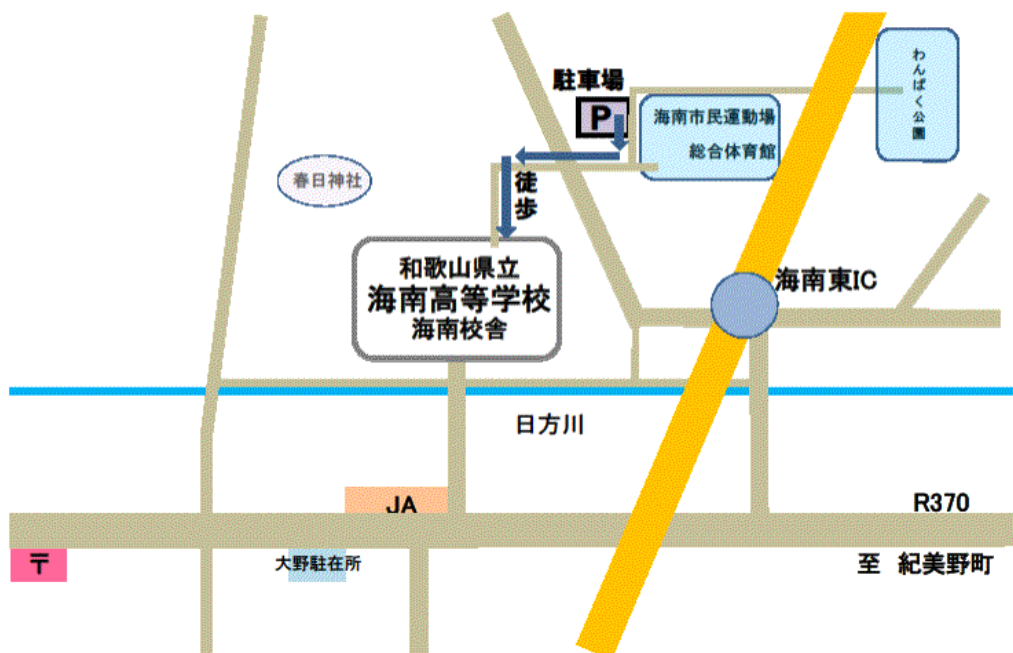 駐車場
P
海南市民運動場
総合体育館
わんぱく公園
春日神社
徒歩
和歌山県立
海南高等学校
海南校舎
海南東IC
日方川
JA
R370
〒
大野駐在所
至 紀美野町